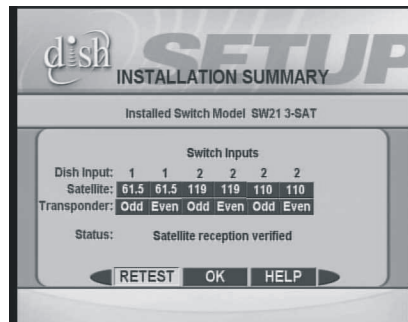 dish
SETUP
INSTALLATION SUMMARY
Installed Switch Model SW21 3-SAT
Switch Inputs
Dish Input: 1 1 2 2 2 2
Satellite: 61.5 61.5 119 119 110 110
Transponder: Odd Even Odd Even Odd Even
Status: Satellite reception verified
RETEST OK HELP